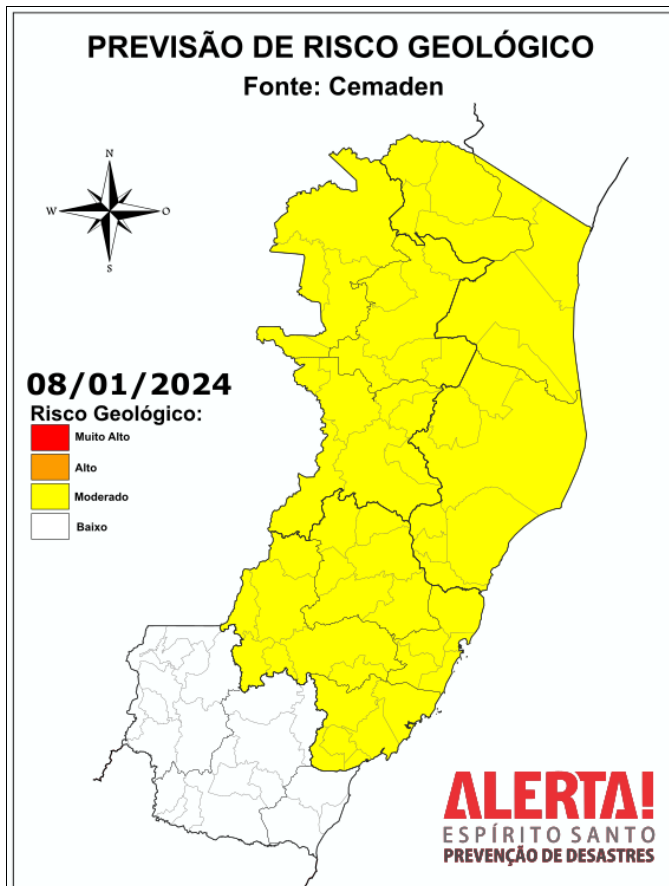 PREVISÃO DE RISCO GEOLÓGICO
Fonte: Cemaden
N
W
O
S
08/01/2024
Risco Geológico:
Muito Alto
Alto
Moderado
Baixo
ALERTA!
ESPÍRITO SANTO
PREVENÇÃO DE DESASTRES